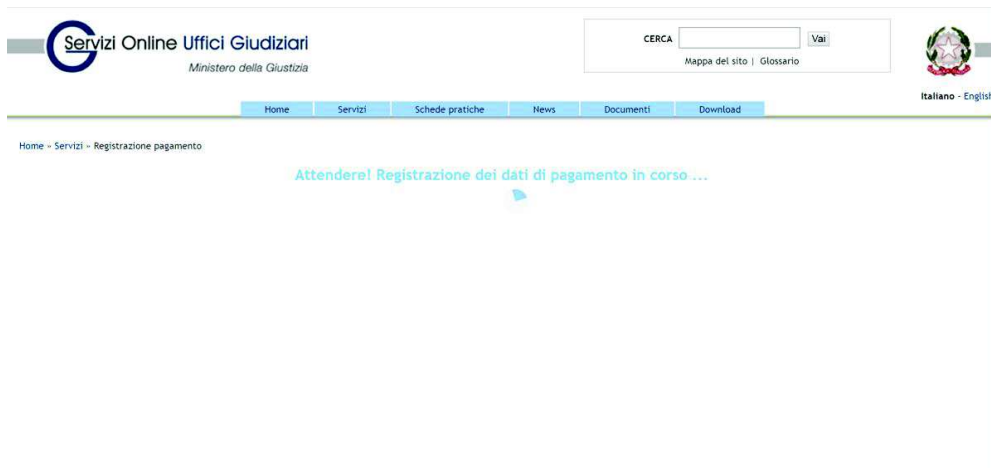 Servizi Online Uffici Giudiziari
Ministero della Giustizia
CERCA Vai
Mappa del sito | Glossario
Italiano - English
Home Servizi Schede pratiche News Documenti Download
Home » Servizi » Registrazione pagamento
Attendere! Registrazione dei dati di pagamento in corso ...